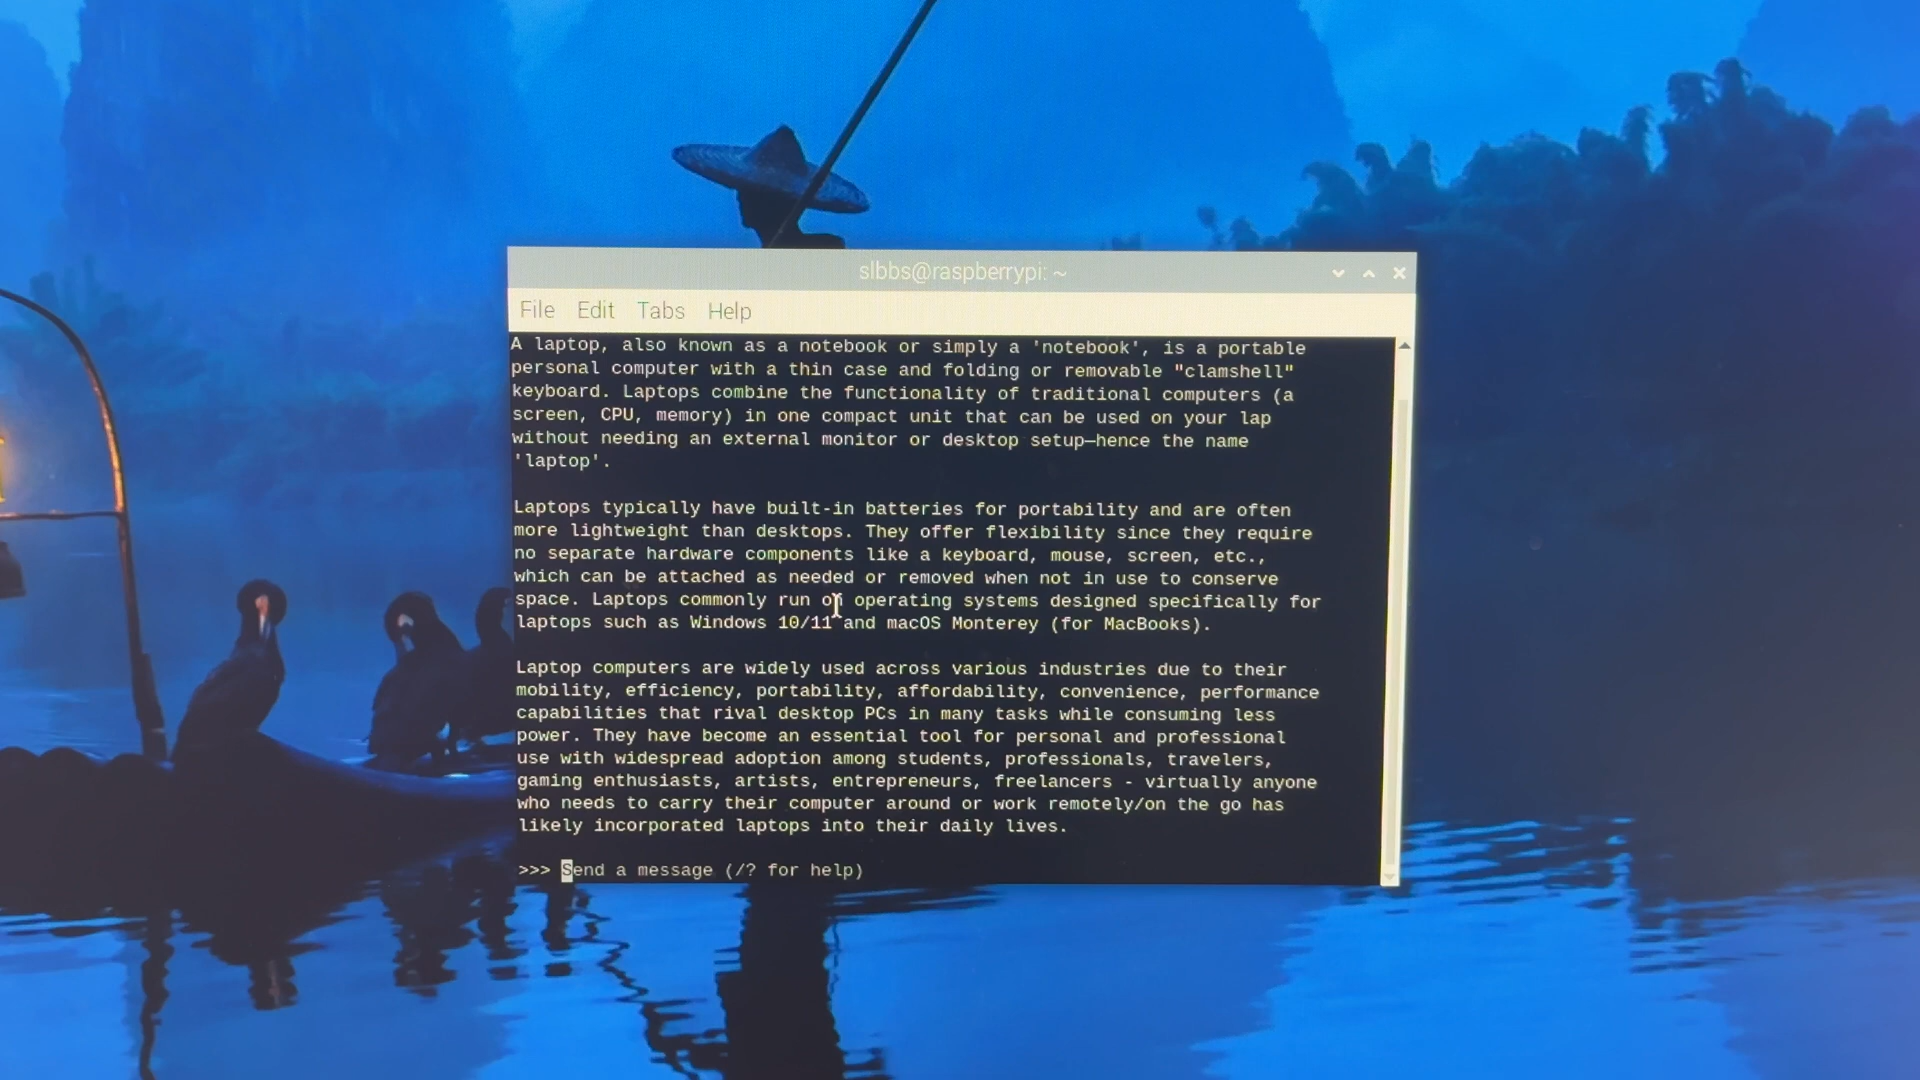 slbbs@raspberrypi: ~
File Edit Tabs Help
A laptop, also known as a notebook or simply a 'notebook', is a portable
personal computer with a thin case and folding or removable "clamshell"
keyboard. Laptops combine the functionality of traditional computers (a
screen, CPU, memory) in one compact unit that can be used on your lap
without needing an external monitor or desktop setup—hence the name
'laptop'.
Laptops typically have built-in batteries for portability and are often
more lightweight than desktops. They offer flexibility since they require
no separate hardware components like a keyboard, mouse, screen, etc.,
which can be attached as needed or removed when not in use to conserve
space. Laptops commonly run on operating systems designed specifically for
laptops such as Windows 10/11 and macOS Monterey (for MacBooks).
Laptop computers are widely used across various industries due to their
mobility, efficiency, portability, affordability, convenience, performance
capabilities that rival desktop PCs in many tasks while consuming less
power. They have become an essential tool for personal and professional
use with widespread adoption among students, professionals, travelers,
gaming enthusiasts, artists, entrepreneurs, freelancers - virtually anyone
who needs to carry their computer around or work remotely/on the go has
likely incorporated laptops into their daily lives.
>>> Send a message (/? for help)